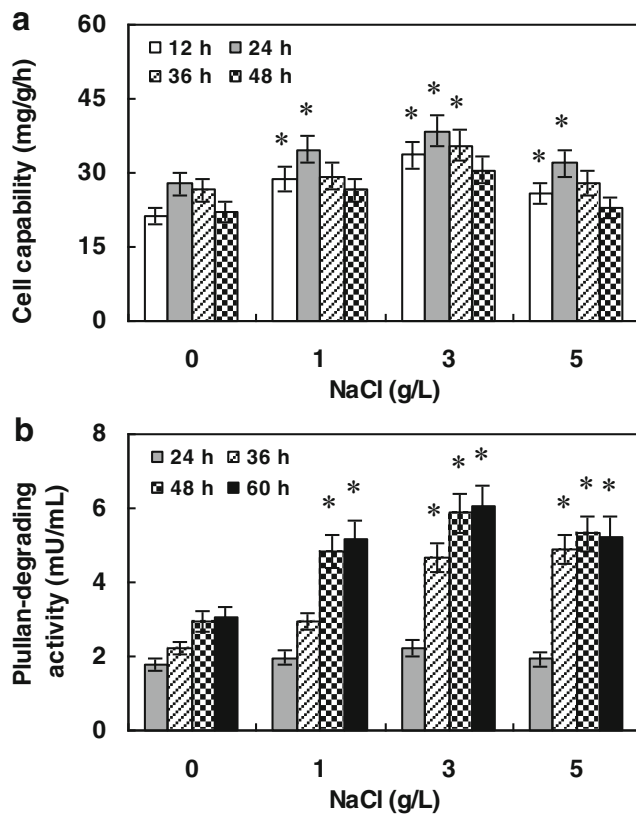 a
60
45
30
15
0
Cell capability (mg/g/h)
12 h 24 h
36 h 48 h
* * * * * * *
0 1 3 5
NaCl (g/L)
b
8
6
4
2
0
Plullan-degrading
activity (mU/mL)
24 h 36 h
48 h 60 h
* * * * * * * *
0 1 3 5
NaCl (g/L)